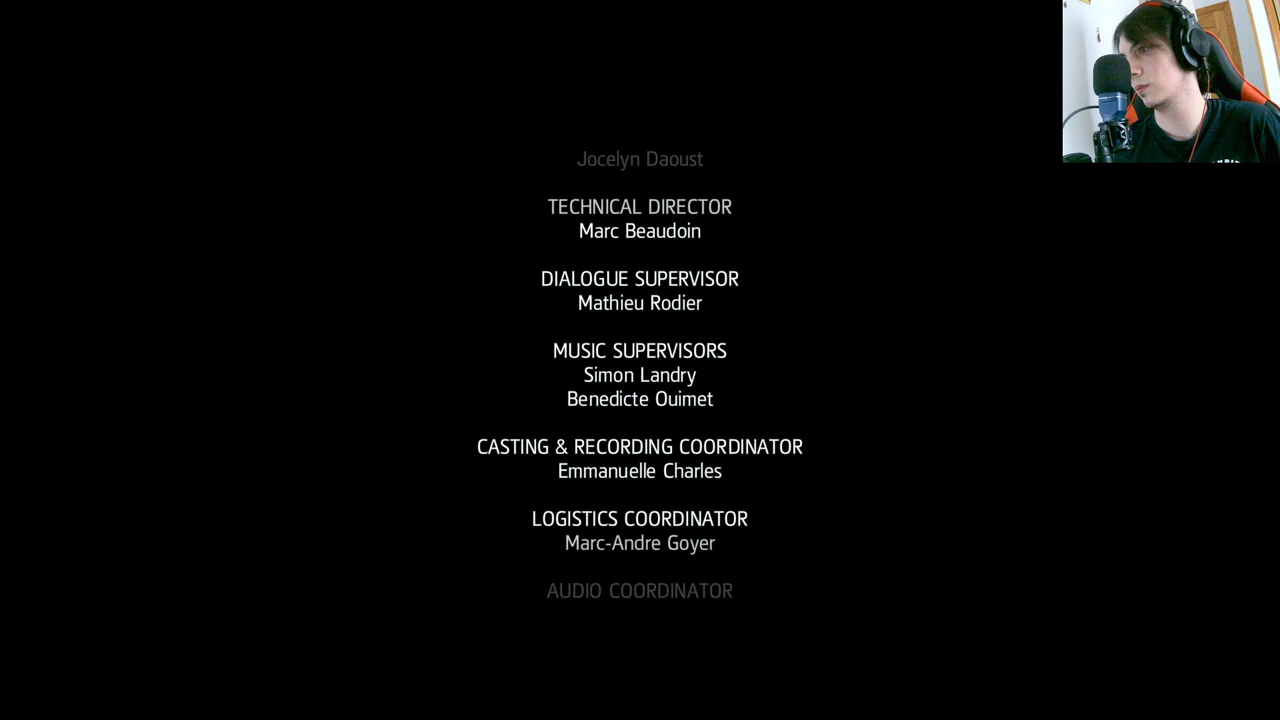 Jocelyn Daoust
TECHNICAL DIRECTOR
Marc Beaudoin
DIALOGUE SUPERVISOR
Mathieu Rodier
MUSIC SUPERVISORS
Simon Landry
Benedicte Ouimet
CASTING & RECORDING COORDINATOR
Emmanuelle Charles
LOGISTICS COORDINATOR
Marc-Andre Goyer
AUDIO COORDINATOR